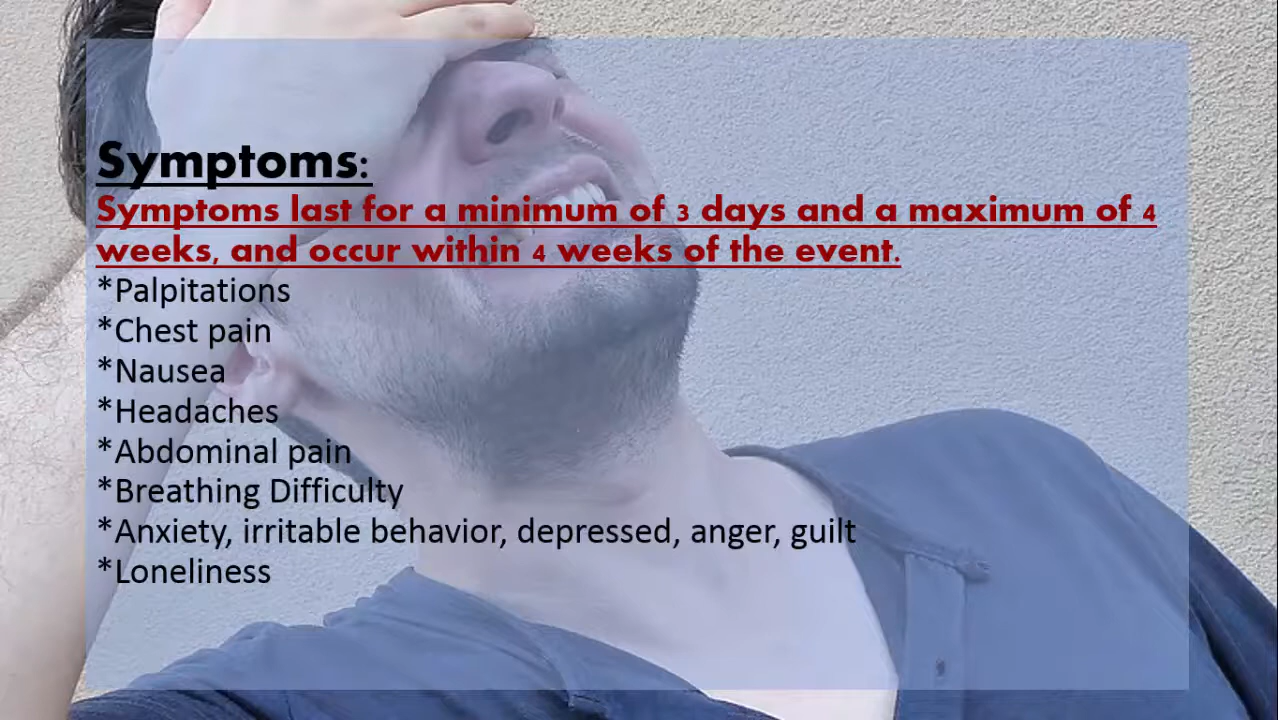 Symptoms:
Symptoms last for a minimum of 3 days and a maximum of 4
weeks, and occur within 4 weeks of the event.
*Palpitations
*Chest pain
*Nausea
*Headaches
*Abdominal pain
*Breathing Difficulty
*Anxiety, irritable behavior, depressed, anger, guilt
*Loneliness